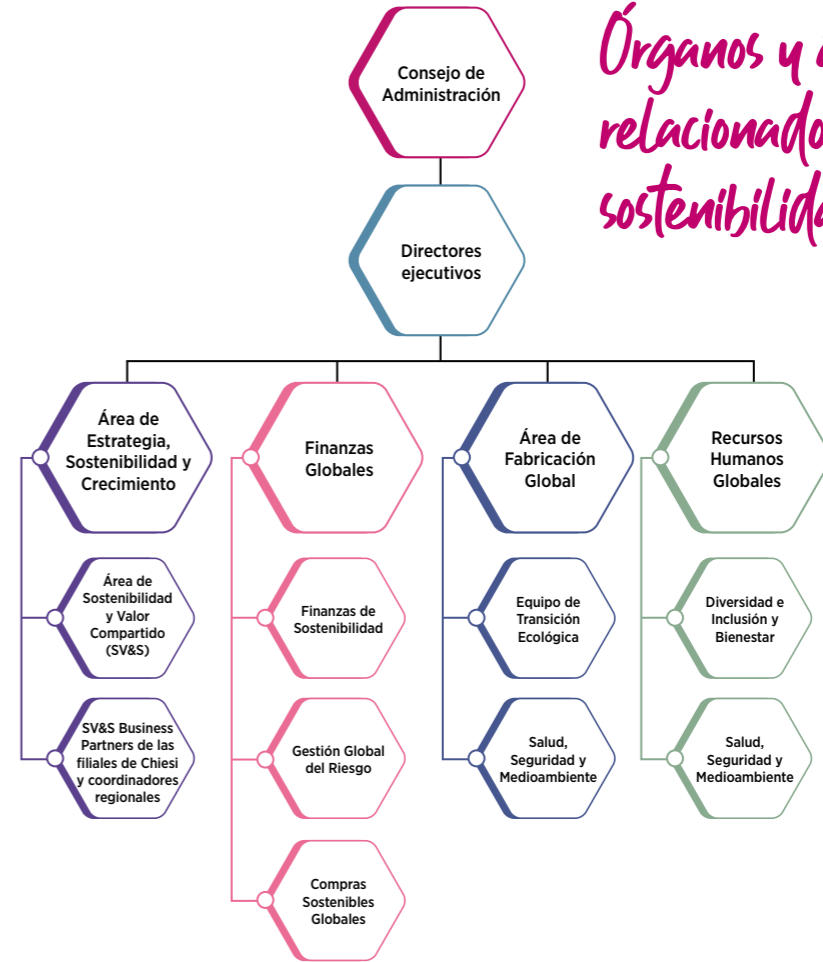 Órganos y
relacionado
sostenibilida
Consejo de
Administración
Directores
ejecutivos
Área de
Estrategia,
Sostenibilidad y
Crecimiento
Finanzas
Globales
Área de
Fabricación
Global
Recursos
Humanos
Globales
Área de
Sostenibilidad
y Valor
Compartido
(SV&S)
Finanzas de
Sostenibilidad
Equipo de
Transición
Ecológica
Diversidad e
Inclusión y
Bienestar
SV&S Business
Partners de las
filiales de Chiesi
y coordinadores
regionales
Gestión Global
del Riesgo
Salud,
Seguridad y
Medioambiente
Salud,
Seguridad y
Medioambiente
Compras
Sostenibles
Globales